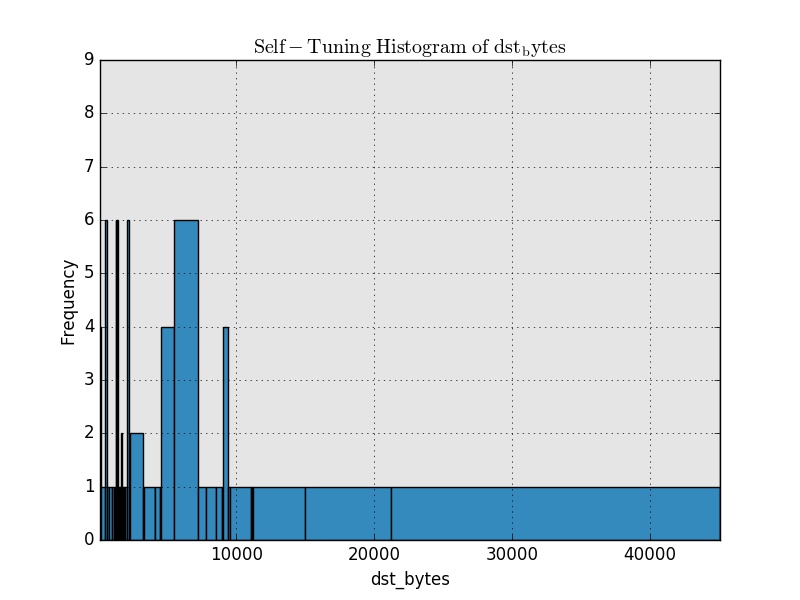 Self − Tuning Histogram of dst_bytes
9
8
7
6
5
4
3
2
1
0
Frequency
10000 20000 30000 40000
dst_bytes